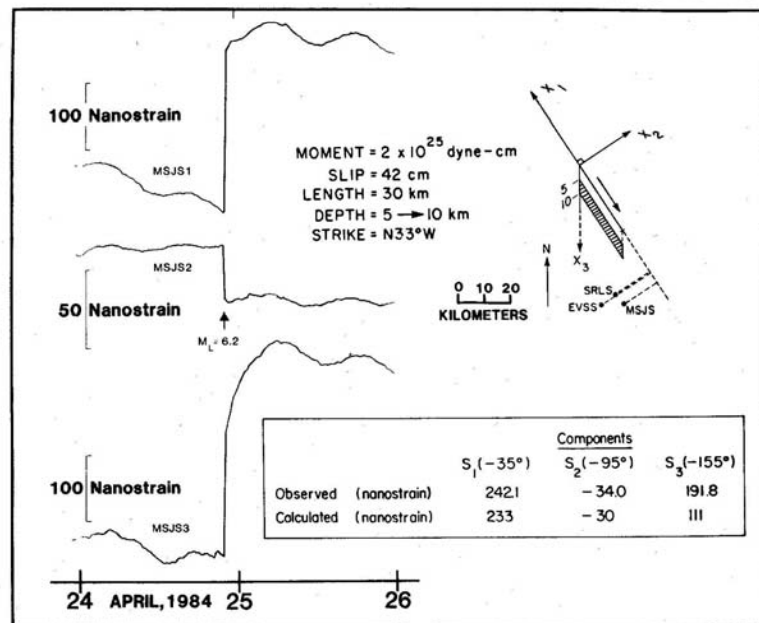 100 Nanostrain
MSJS1
MOMENT = 2 x 10^25 dyne-cm
SLIP = 42 cm
LENGTH = 30 km
DEPTH = 5 → 10 km
STRIKE = N33°W
X1
X2
5
10
X3
N
SRLS
EVSS
MSJS
0 10 20
KILOMETERS
MSJS2
50 Nanostrain
ML = 6.2
100 Nanostrain
MSJS3
Components
S1(-35°) S2(-95°) S3(-155°)
Observed (nanostrain) 242.1 -34.0 191.8
Calculated (nanostrain) 233 -30 111
24 APRIL, 1984 25 26